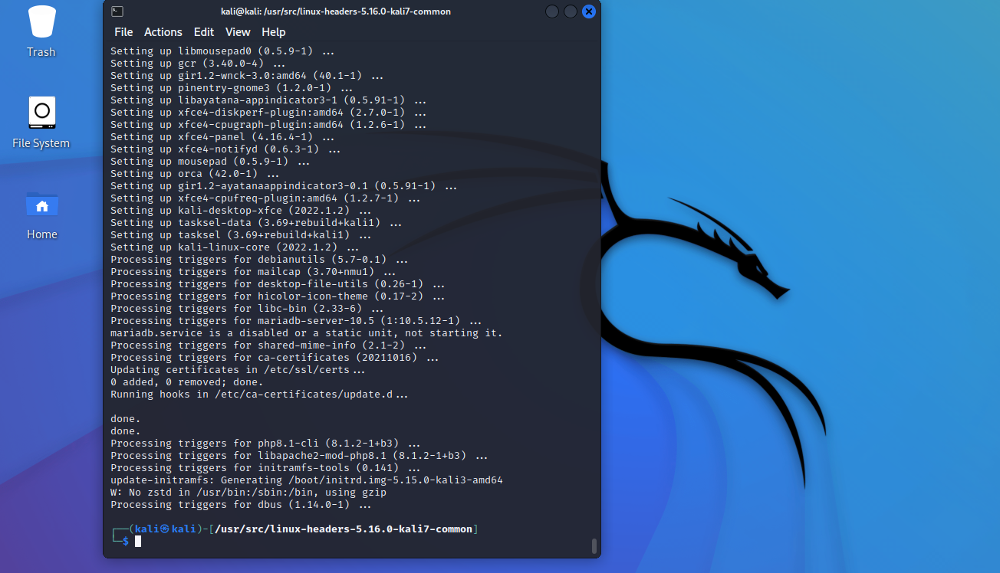 Trash
File System
Home
kali@kali: /usr/src/linux-headers-5.16.0-kali7-common
File Actions Edit View Help
Setting up libmousepad0 (0.5.9-1) ...
Setting up gcr (3.40.0-4) ...
Setting up gir1.2-wnck-3.0:amd64 (40.1-1) ...
Setting up pinentry-gnome3 (1.2.0-1) ...
Setting up libayatana-appindicator3-1 (0.5.91-1) ...
Setting up xfce4-diskperf-plugin:amd64 (2.7.0-1) ...
Setting up xfce4-cpugraph-plugin:amd64 (1.2.6-1) ...
Setting up xfce4-panel (4.16.4-1) ...
Setting up xfce4-notifyd (0.6.3-1) ...
Setting up mousepad (0.5.9-1) ...
Setting up orca (42.0-1) ...
Setting up gir1.2-ayatanaappindicator3-0.1 (0.5.91-1) ...
Setting up xfce4-cpufreq-plugin:amd64 (1.2.7-1) ...
Setting up kali-desktop-xfce (2022.1.2) ...
Setting up tasksel-data (3.69+rebuild+kali1) ...
Setting up tasksel (3.69+rebuild+kali1) ...
Setting up kali-linux-core (2022.1.2) ...
Processing triggers for debianutils (5.7-0.1) ...
Processing triggers for mailcap (3.70+nmu1) ...
Processing triggers for desktop-file-utils (0.26-1) ...
Processing triggers for hicolor-icon-theme (0.17-2) ...
Processing triggers for libc-bin (2.33-6) ...
Processing triggers for mariadb-server-10.5 (1:10.5.12-1) ...
mariadb.service is a disabled or a static unit, not starting it.
Processing triggers for shared-mime-info (2.1-2) ...
Processing triggers for ca-certificates (20211016) ...
Updating certificates in /etc/ssl/certs...
0 added, 0 removed; done.
Running hooks in /etc/ca-certificates/update.d...
done.
done.
Processing triggers for php8.1-cli (8.1.2-1+b3) ...
Processing triggers for libapache2-mod-php8.1 (8.1.2-1+b3) ...
Processing triggers for initramfs-tools (0.141) ...
update-initramfs: Generating /boot/initrd.img-5.15.0-kali3-amd64
W: No zstd in /usr/bin:/sbin:/bin, using gzip
Processing triggers for dbus (1.14.0-1) ...
┌──(kali㉿kali)-[/usr/src/linux-headers-5.16.0-kali7-common]
└─$